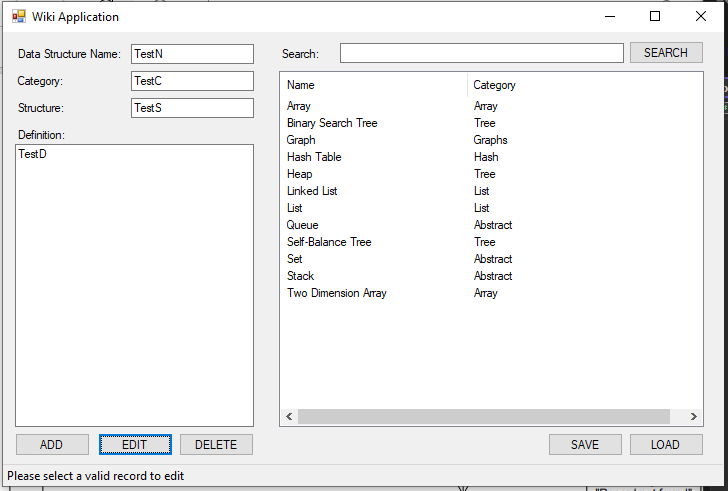 Wiki Application
Data Structure Name: TestN
Category: TestC
Structure: TestS
Definition:
TestD
ADD EDIT DELETE
Search: SEARCH
Name Category
Array Array
Binary Search Tree Tree
Graph Graphs
Hash Table Hash
Heap Tree
Linked List List
List List
Queue Abstract
Self-Balance Tree Tree
Set Abstract
Stack Abstract
Two Dimension Array Array
SAVE LOAD
Please select a valid record to edit